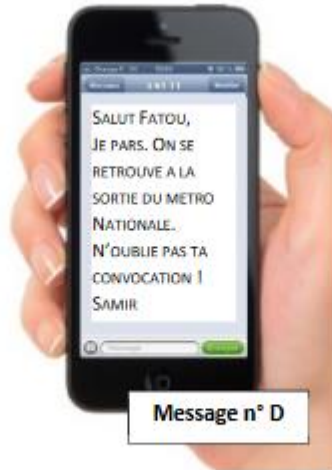 SALUT FATOU,
JE PARS. ON SE
RETROUVE A LA
SORTIE DU METRO
NATIONALE.
N'OUBLIE PAS TA
CONVOCATION !
SAMIR
Message n° D